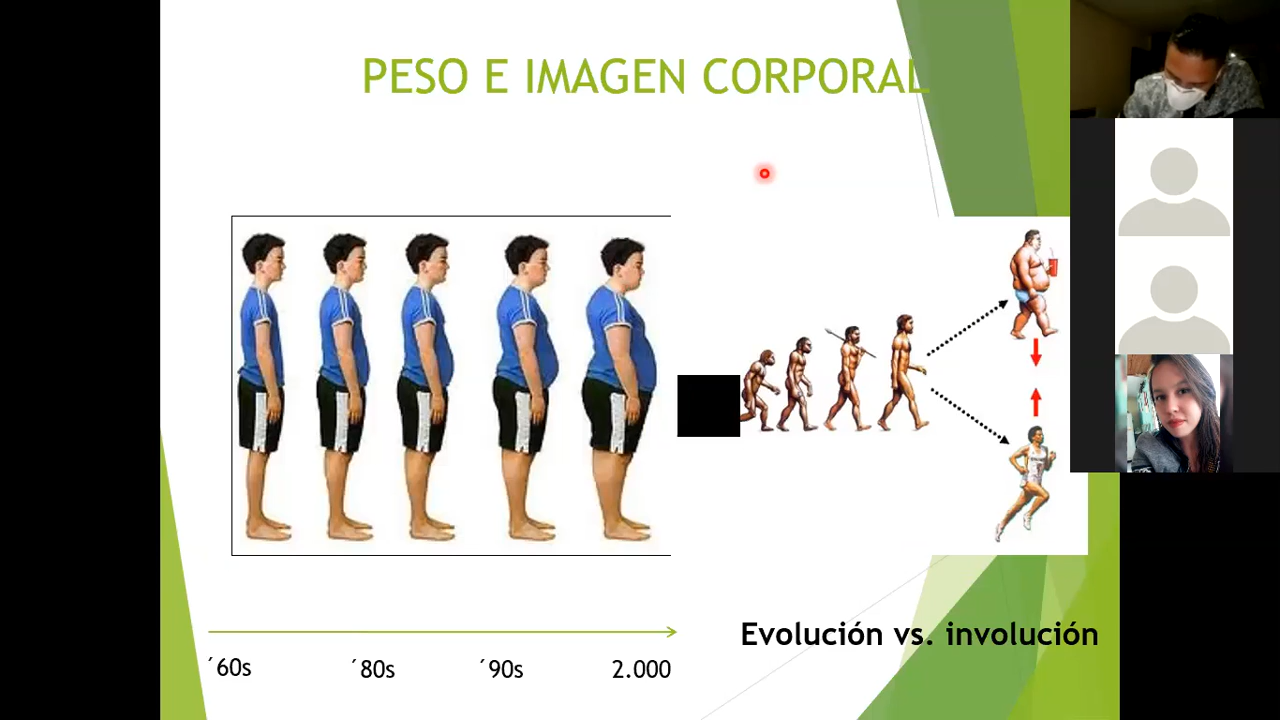 PESO E IMAGEN CORPORAL
Evolución vs. involución
´60s ´80s ´90s 2.000